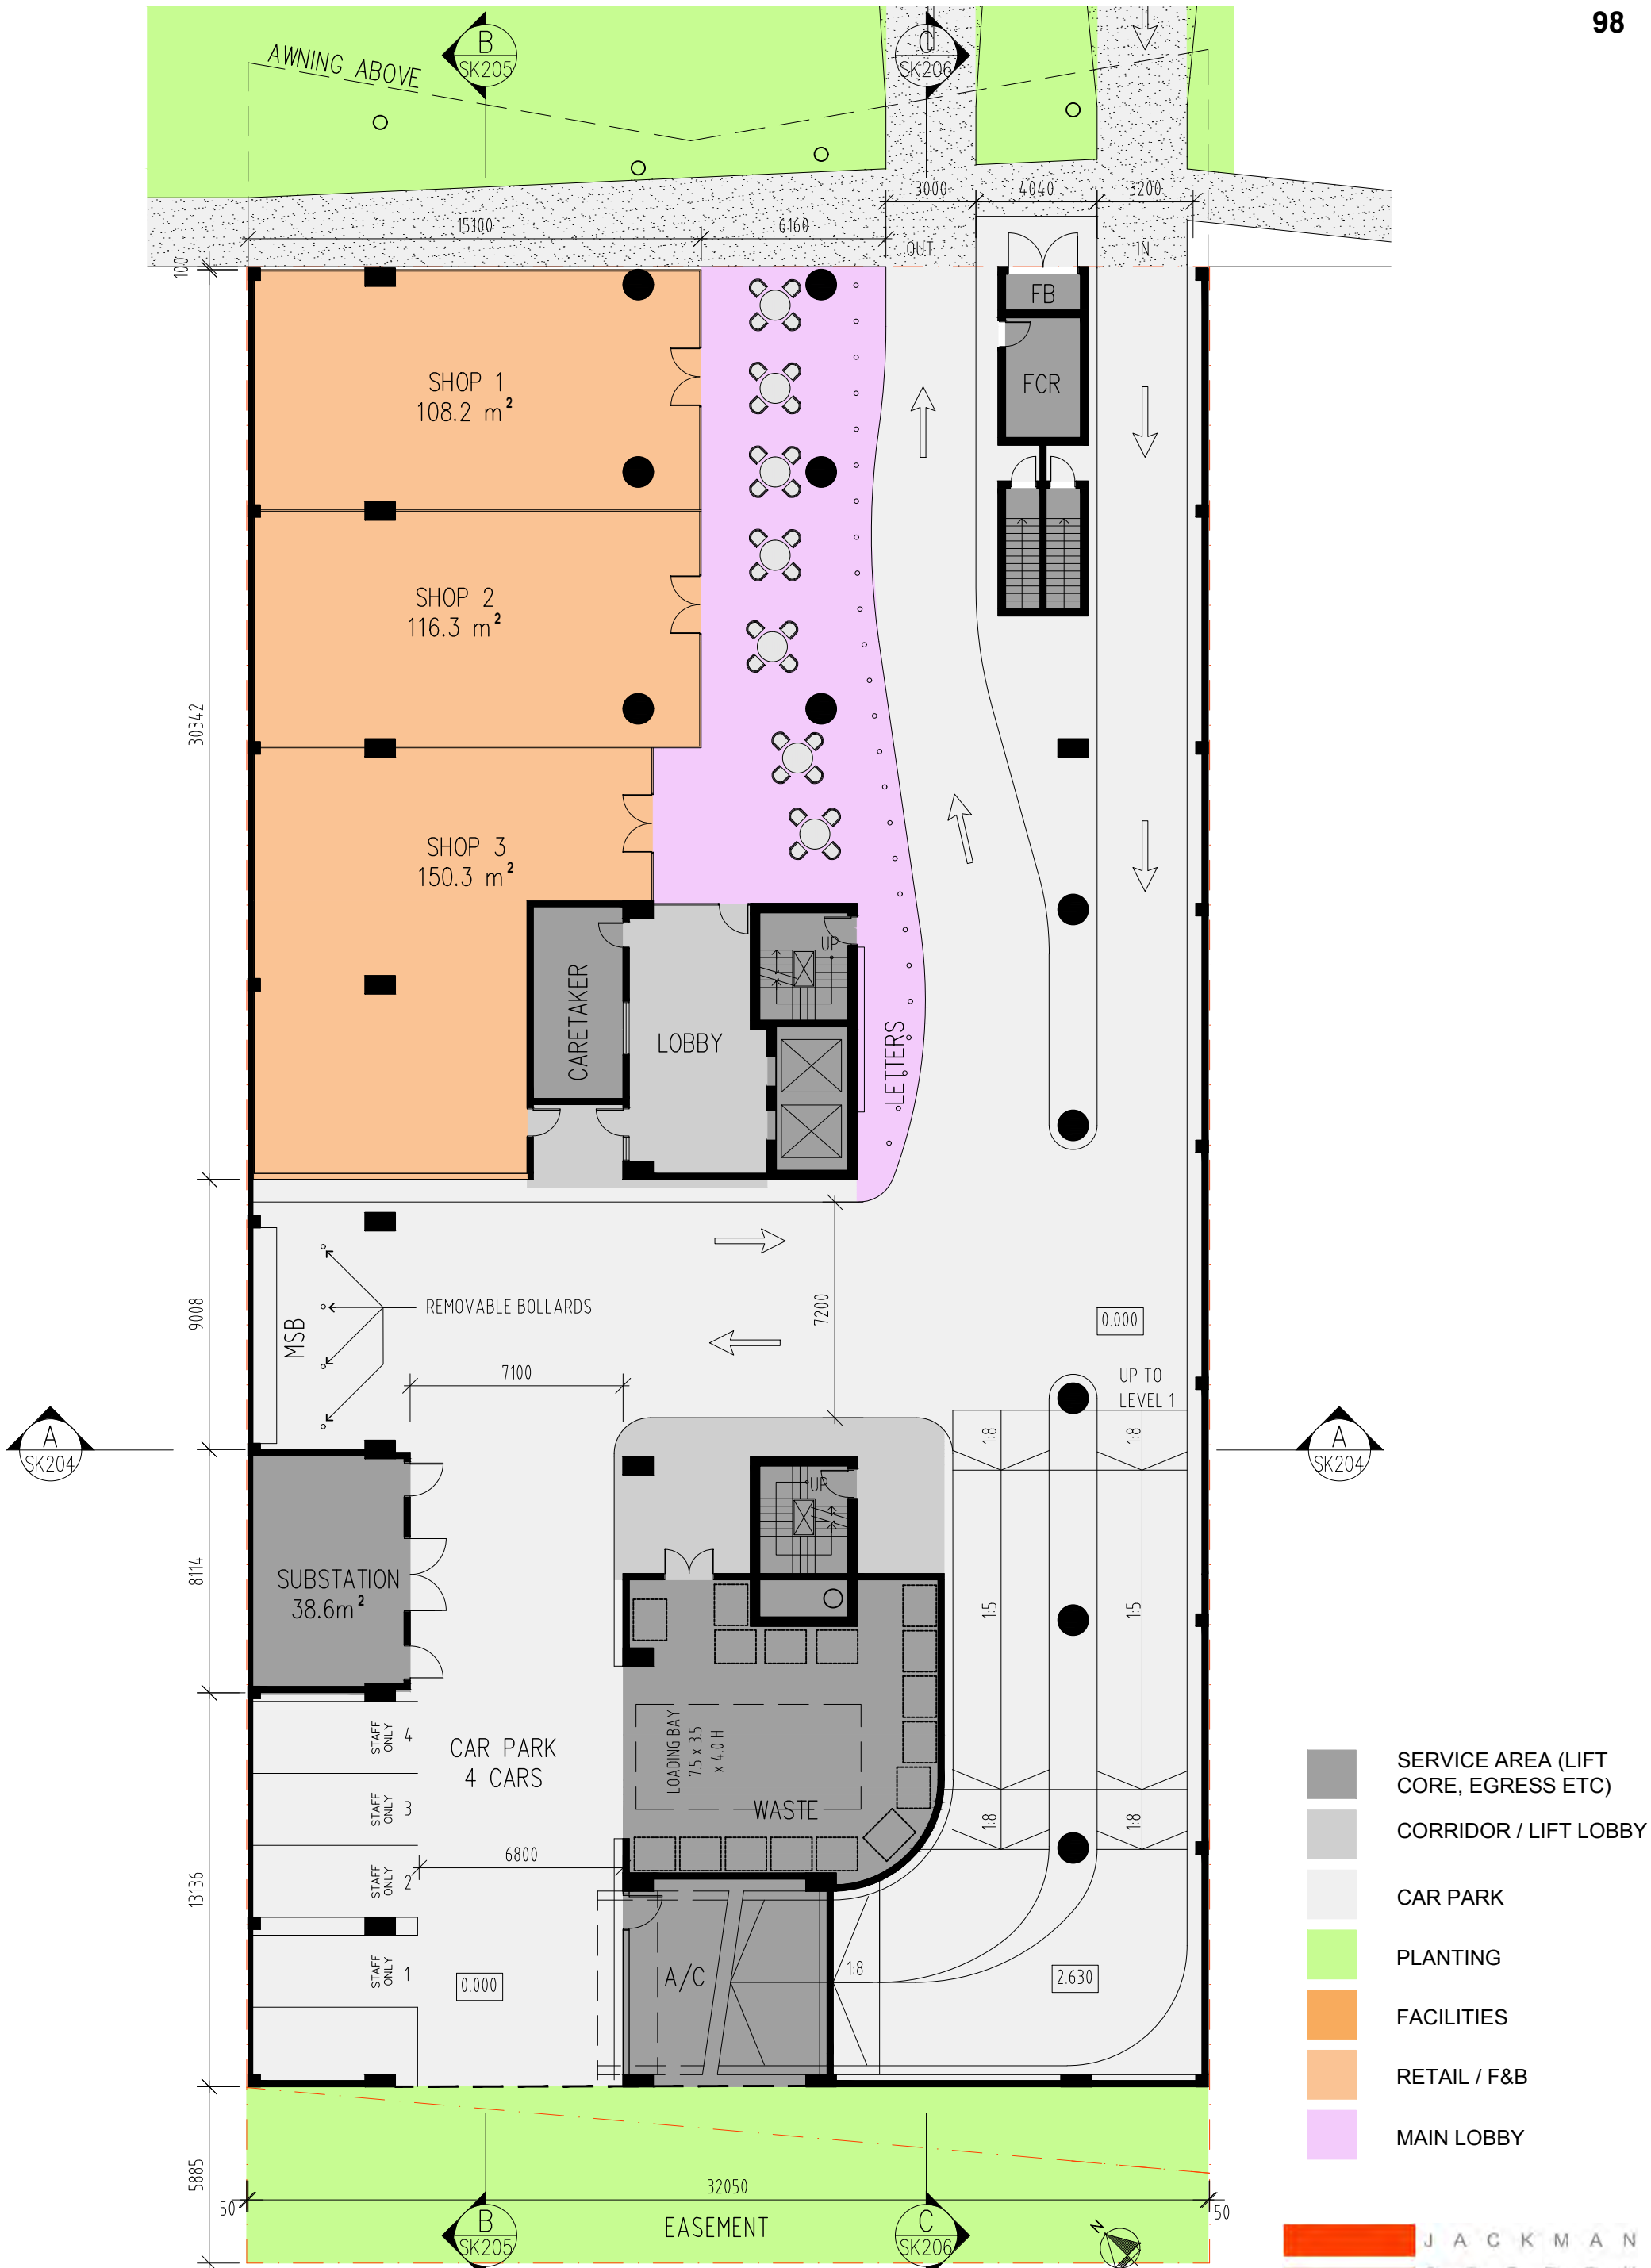 98
B
SK205
C
SK206
AWNING ABOVE
3000
4040
3200
15100
6160
OUT
IN
100
FB
SHOP 1
108.2 m²
FCR
SHOP 2
116.3 m²
30342
SHOP 3
150.3 m²
UP
CARETAKER
LOBBY
LETTERS
REMOVABLE BOLLARDS
MSB
9008
7200
0.000
7100
UP TO
LEVEL 1
A
SK204
A
SK204
1:8
1:8
UP
SUBSTATION
38.6m²
8114
1:5
1:5
STAFF
ONLY
4
CAR PARK
4 CARS
LOADING BAY
7.5 x 3.5
x 4.0 H
WASTE
STAFF
ONLY
3
1:8
1:8
6800
STAFF
ONLY
2
13136
STAFF
ONLY
1
0.000
A/C
1:8
2.630
SERVICE AREA (LIFT
CORE, EGRESS ETC)
CORRIDOR / LIFT LOBBY
CAR PARK
PLANTING
FACILITIES
RETAIL / F&B
MAIN LOBBY
5885
50
32050
50
B
SK205
EASEMENT
C
SK206
N
JACKMAN